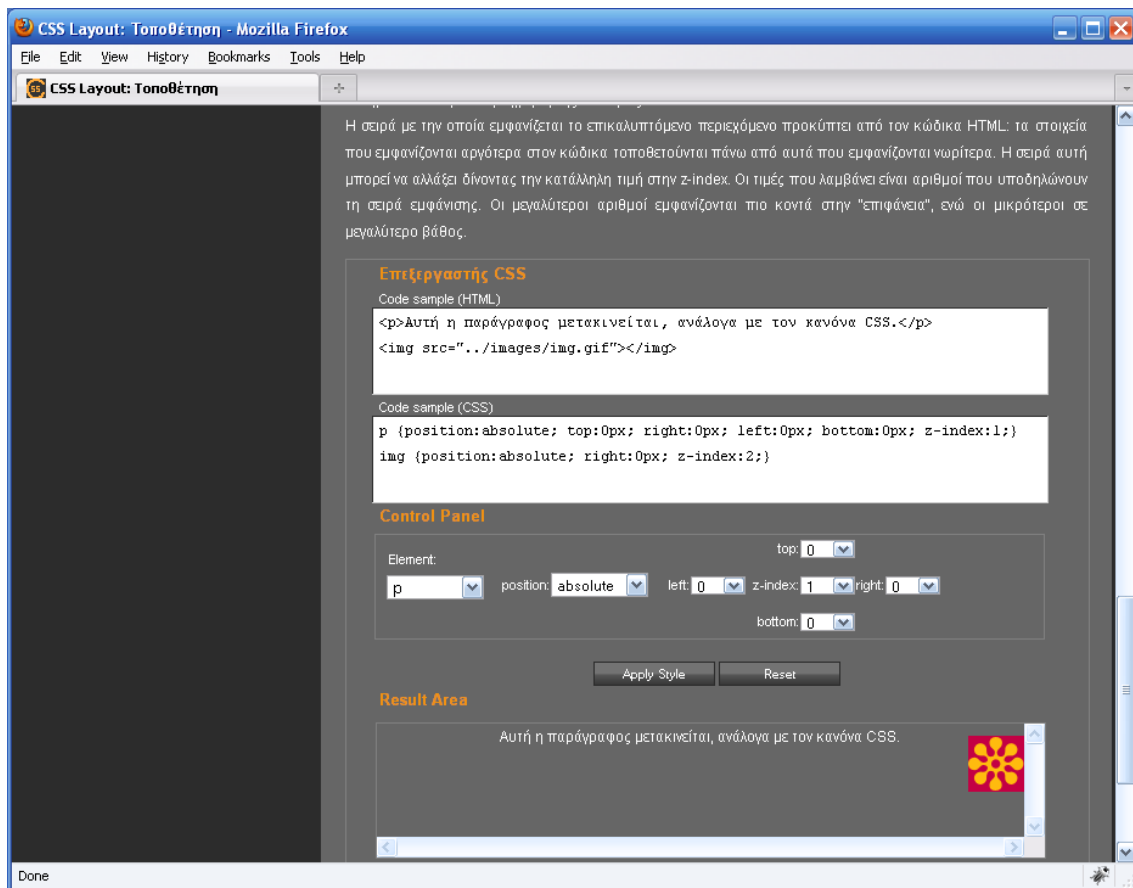 CSS Layout: Τοποθέτηση - Mozilla Firefox
File Edit View History Bookmarks Tools Help
CSS Layout: Τοποθέτηση
Η σειρά με την οποία εμφανίζεται το επικαλυπτόμενο περιεχόμενο προκύπτει από τον κώδικα HTML: τα στοιχεία
που εμφανίζονται αργότερα στον κώδικα τοποθετούνται πάνω από αυτά που εμφανίζονται νωρίτερα. Η σειρά αυτή
μπορεί να αλλάξει δίνοντας την κατάλληλη τιμή στην z-index. Οι τιμές που λαμβάνει είναι αριθμοί που υποδηλώνουν
τη σειρά εμφάνισης. Οι μεγαλύτεροι αριθμοί εμφανίζονται πιο κοντά στην "επιφάνεια", ενώ οι μικρότεροι σε
μεγαλύτερο βάθος.
Επεξεργαστής CSS
Code sample (HTML)
<p>Αυτή η παράγραφος μετακινείται, ανάλογα με τον κανόνα CSS.</p>
<img src="../images/img.gif"></img>
Code sample (CSS)
p {position:absolute; top:0px; right:0px; left:0px; bottom:0px; z-index:1;}
img {position:absolute; right:0px; z-index:2;}
Control Panel
top: 0
Element:
p position: absolute left: 0 z-index: 1 right: 0
bottom: 0
Apply Style Reset
Result Area
Αυτή η παράγραφος μετακινείται, ανάλογα με τον κανόνα CSS.
Done